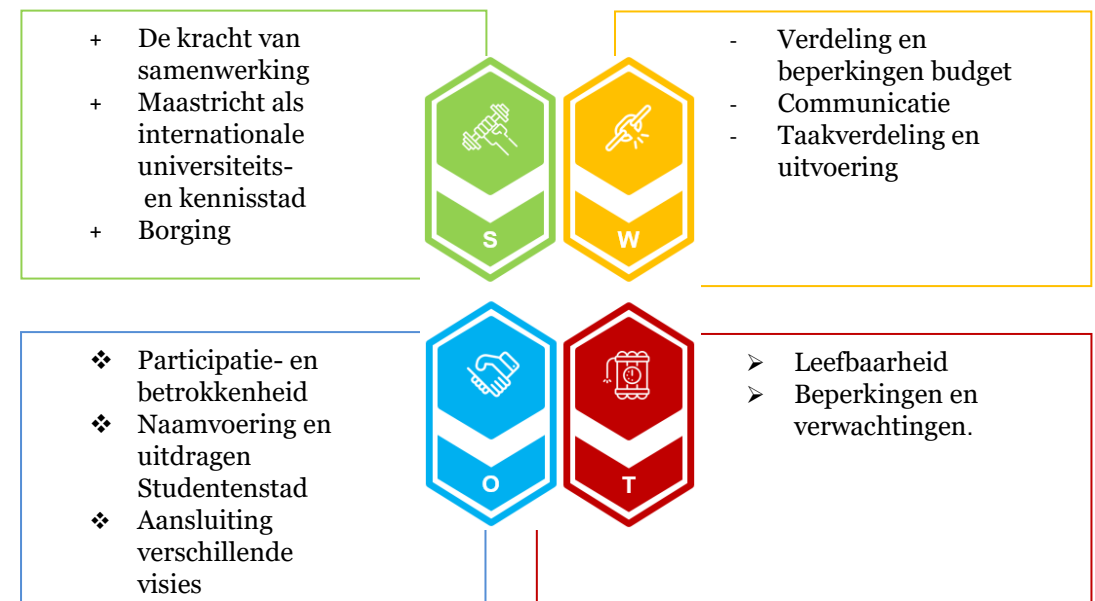 + De kracht van
samenwerking
+ Maastricht als
internationale
universiteits-
en kennisstad
+ Borging
- Verdeling en
beperkingen budget
- Communicatie
- Taakverdeling en
uitvoering
S
W
❖ Participatie- en
betrokkenheid
❖ Naamvoering en
uitdragen
Studentenstad
❖ Aansluiting
verschillende
visies
O
T
➢ Leefbaarheid
➢ Beperkingen en
verwachtingen.